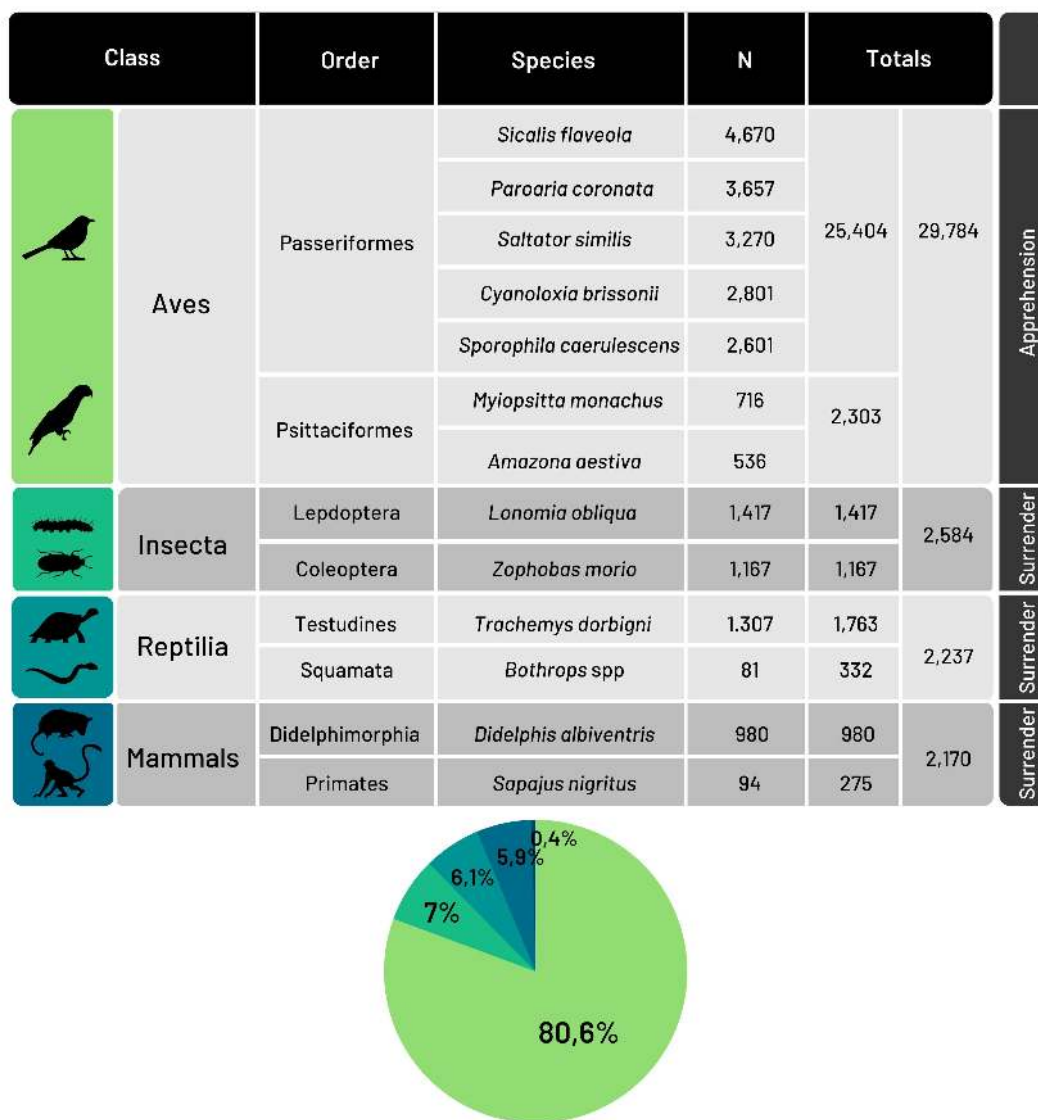 Class Order Species N Totals
Sicalis flaveola 4,670
Paroaria coronata 3,657
Passeriformes Saltator similis 3,270 25,404 29,784
Cyanoloxia brissonii 2,801
Aves
Sporophila caerulescens 2,601
Apprehension
Myiopsitta monachus 716
Psittaciformes 2,303
Amazona aestiva 536
Lepdoptera Lonomia obliqua 1,417 1,417
Insecta 2,584 Surrender
Coleoptera Zophobas morio 1,167 1,167
Testudines Trachemys dorbigni 1.307 1,763
Reptilia 2,237 Surrender
Squamata Bothrops spp 81 332
Didelphimorphia Didelphis albiventris 980 980
Mammals 2,170 Surrender
Primates Sapajus nigritus 94 275
0,4%
5,9%
6,1%
7%
80,6%